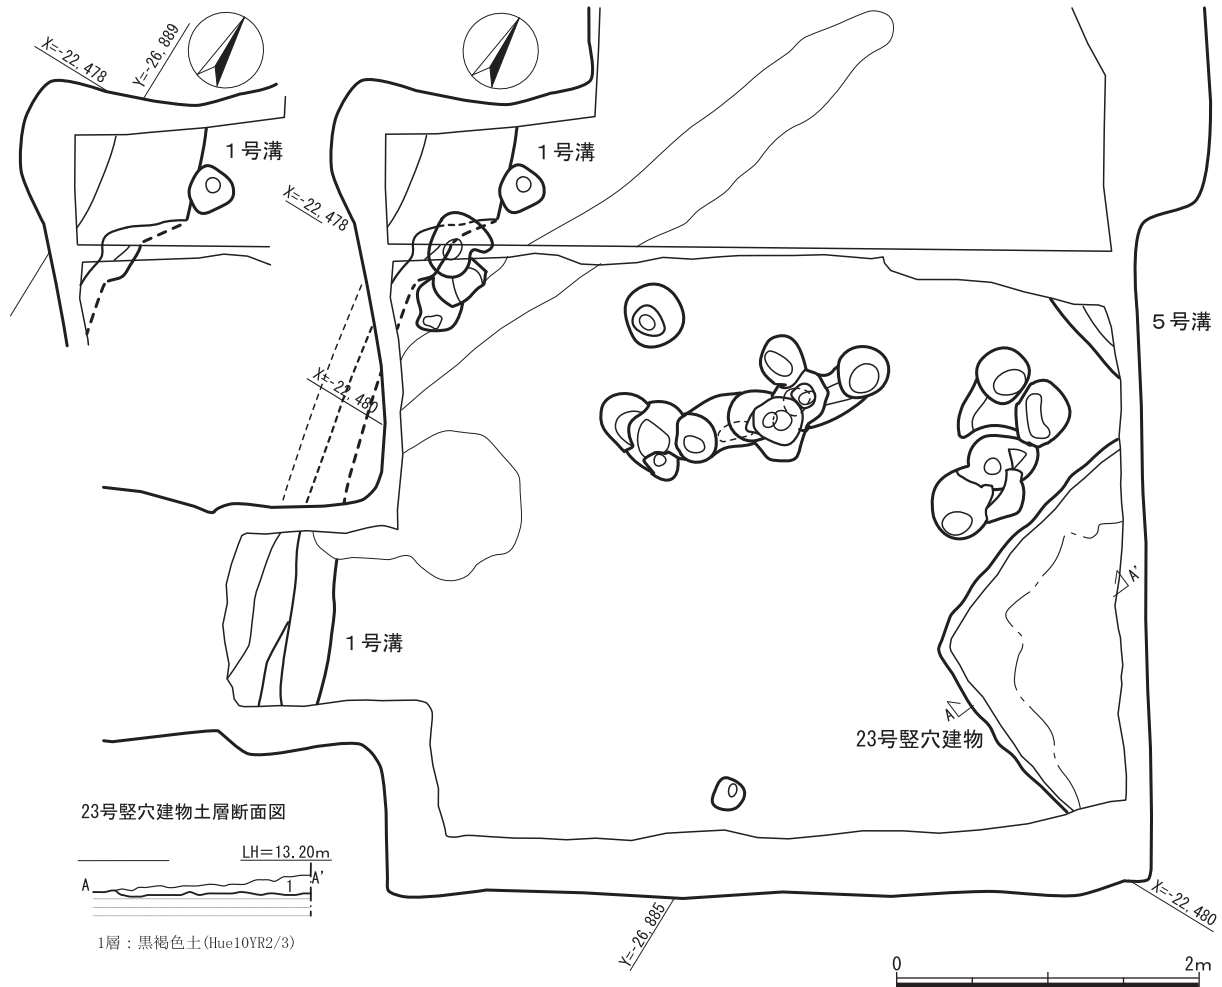 X=-22,478
Y=-26,889
1号溝
1号溝
X=-22,478
5号溝
X=-22,480
1号溝
A'
A
23号竪穴建物
23号竪穴建物土層断面図
LH=13.20m
A
1
A'
1層：黒褐色土(Hue10YR2/3)
Y=-26,885
X=-22,480
0
2m